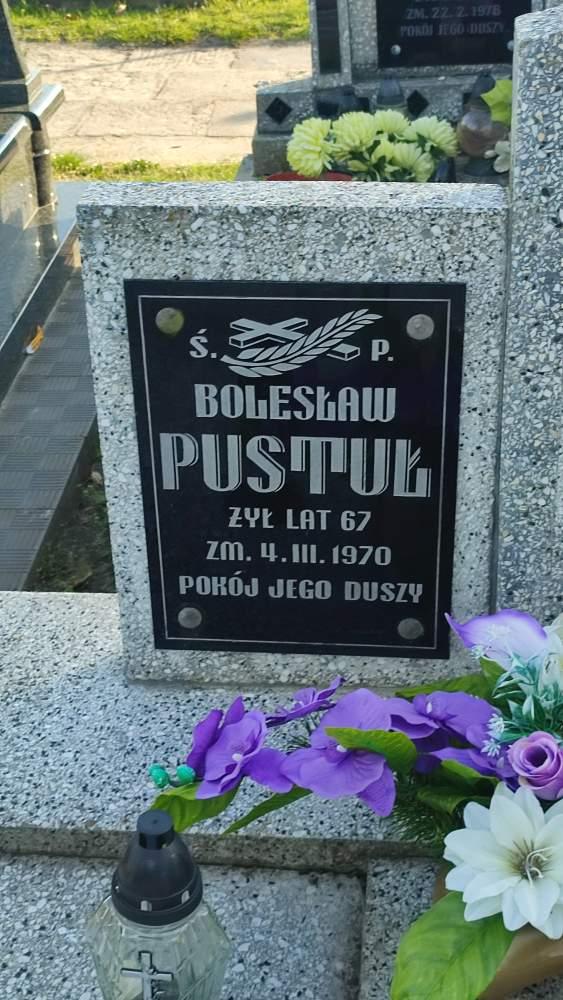 ZM. 22. 2. 1978
POKÓJ JEGO DUSZY
Ś. P.
BOLESŁAW
PUSTUŁ
ŻYŁ LAT 67
ZM. 4. III. 1970
POKÓJ JEGO DUSZY